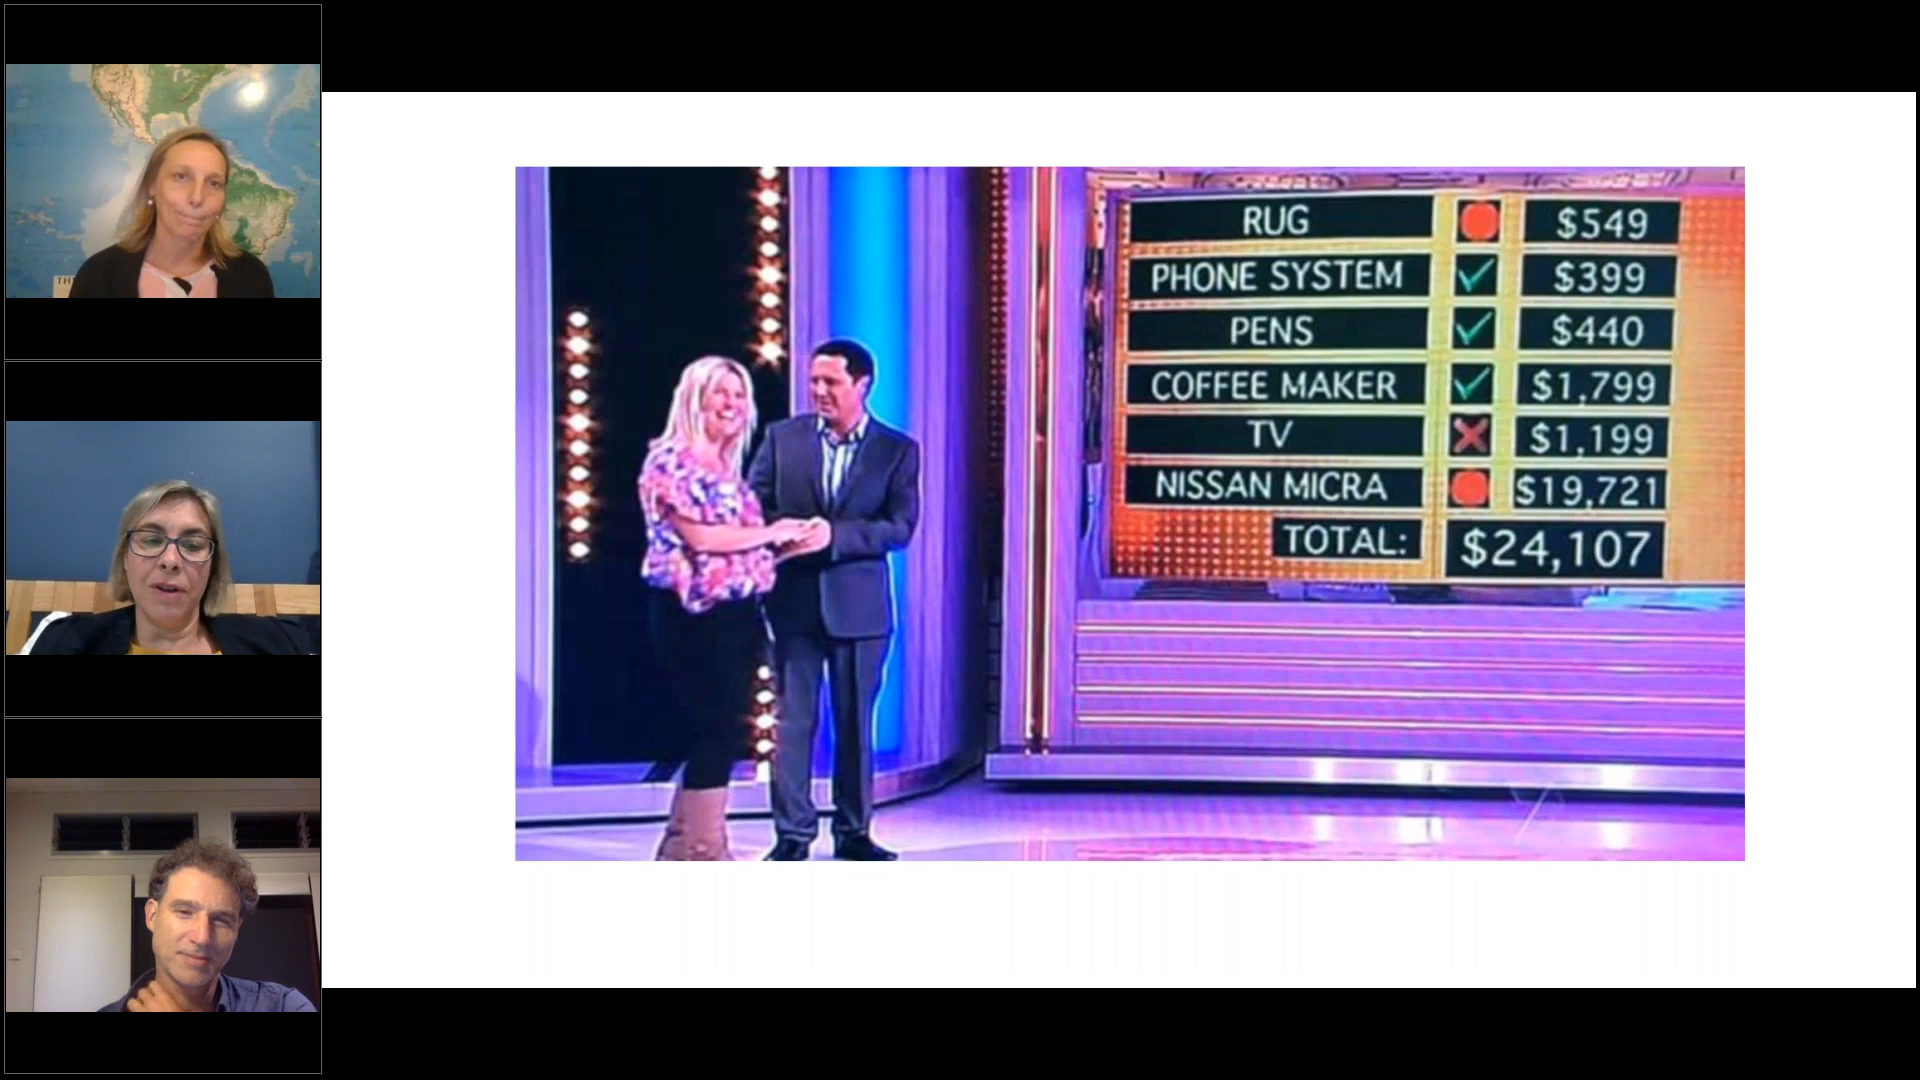 TH
RUG $549
PHONE SYSTEM $399
PENS $440
COFFEE MAKER $1,799
TV $1,199
NISSAN MICRA $19,721
TOTAL: $24,107